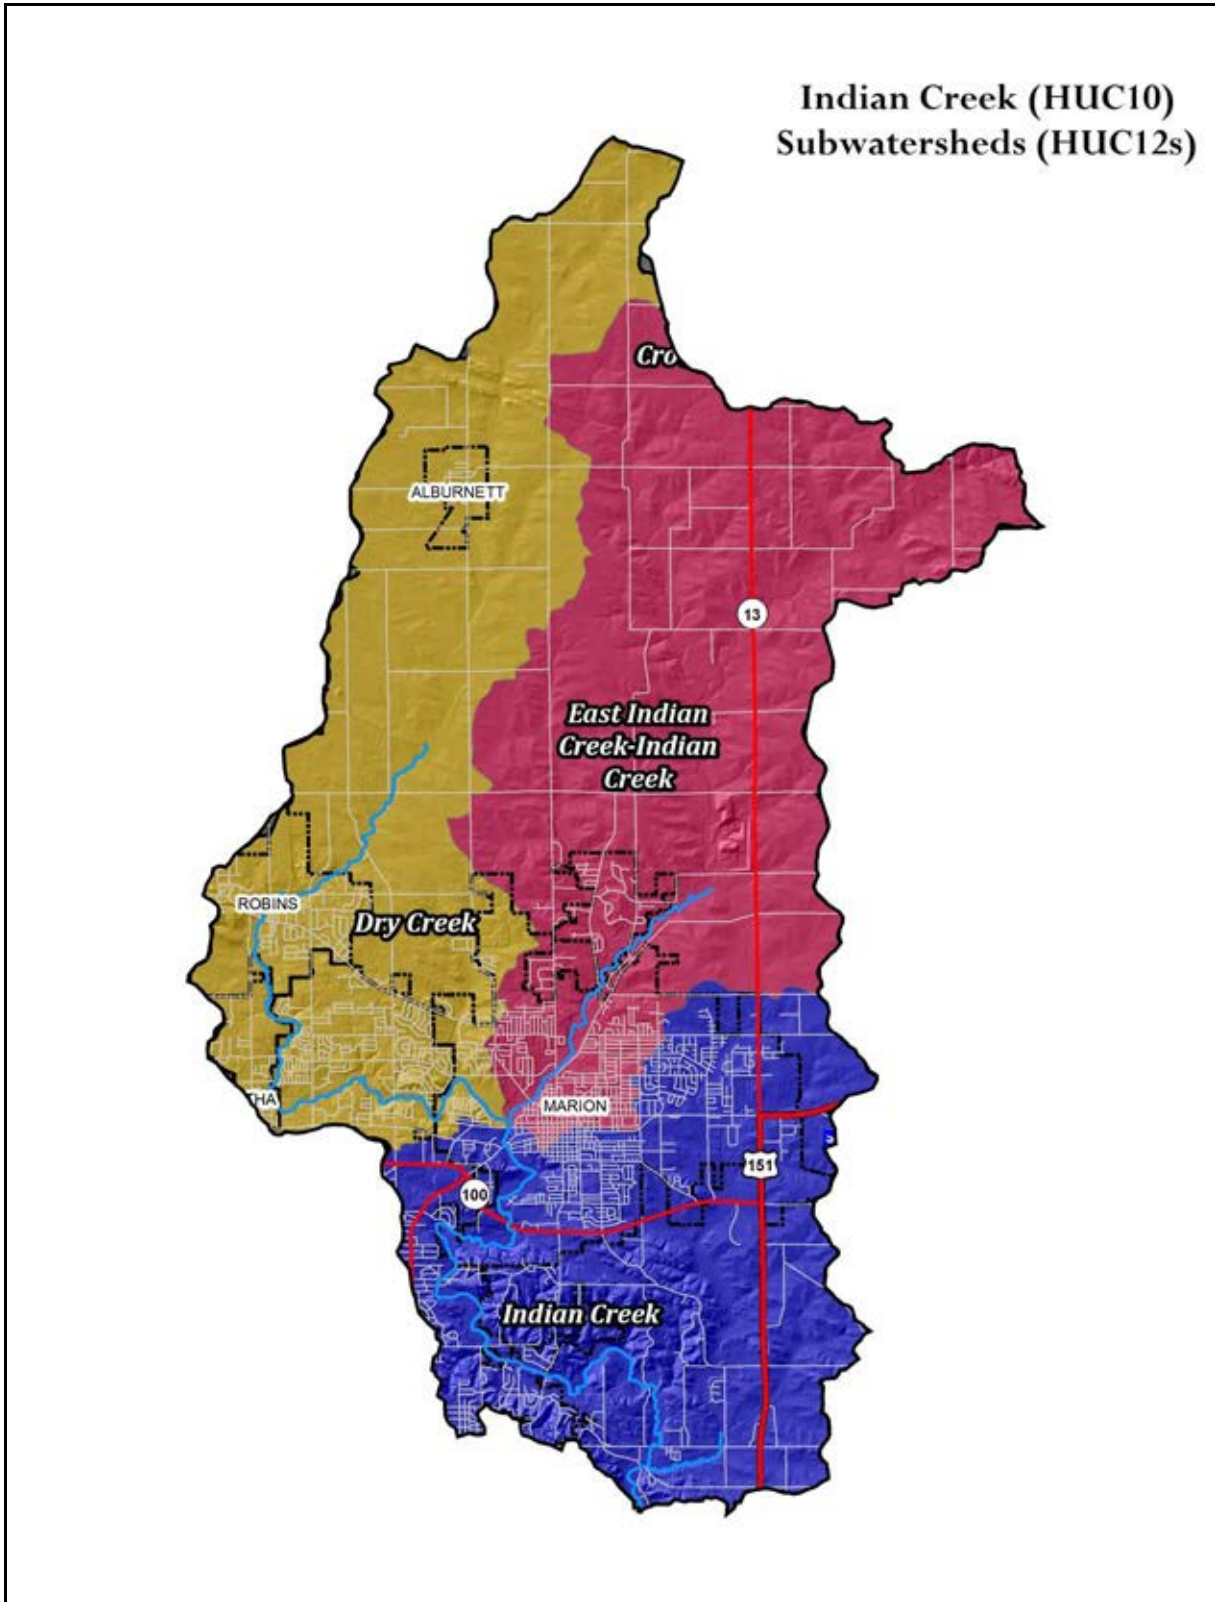 Indian Creek (HUC10)
Subwatersheds (HUC12s)
Cro
ALBURNETT
13
East Indian
Creek-Indian
Creek
ROBINS
Dry Creek
THA
MARION
151
100
Indian Creek